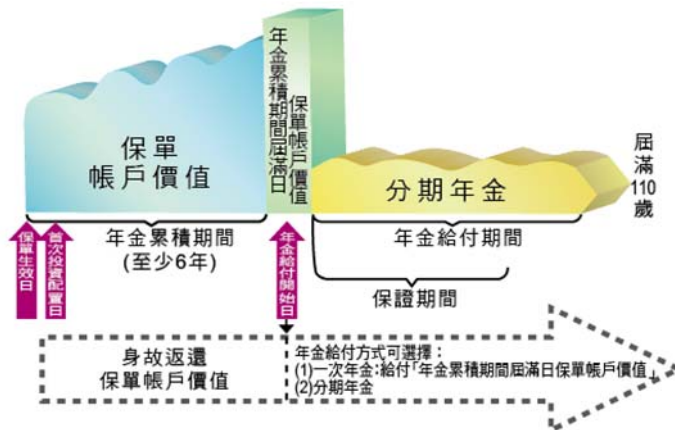 保單
帳戶價值
年金累積期間屆滿日
保單帳戶價值
分期年金
屆滿110歲
保單生效日
首次投資配置日
年金累積期間
(至少6年)
年金給付開始日
年金給付期間
保證期間
身故返還
保單帳戶價值
年金給付方式可選擇：
(1)一次年金:給付「年金累積期間屆滿日保單帳戶價值」
(2)分期年金